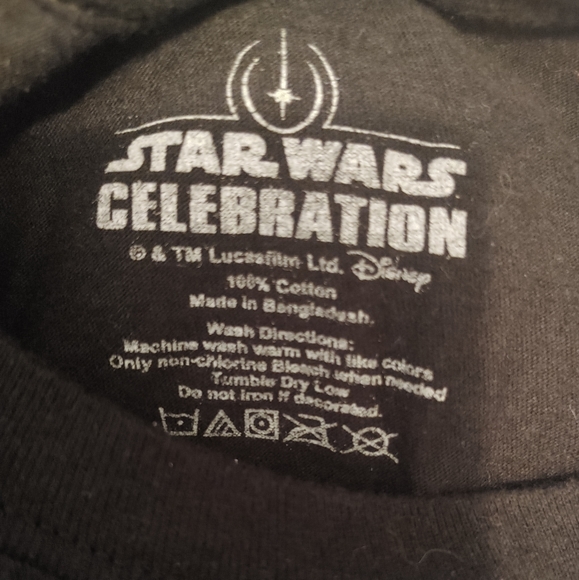 STAR WARS
CELEBRATION
© & TM Lucasfilm Ltd. Disney
100% Cotton
Made in Bangladesh.
Wash Directions:
Machine wash warm with like colors
Only non-chlorine Bleach when needed
Tumble Dry Low
Do not iron if decorated.